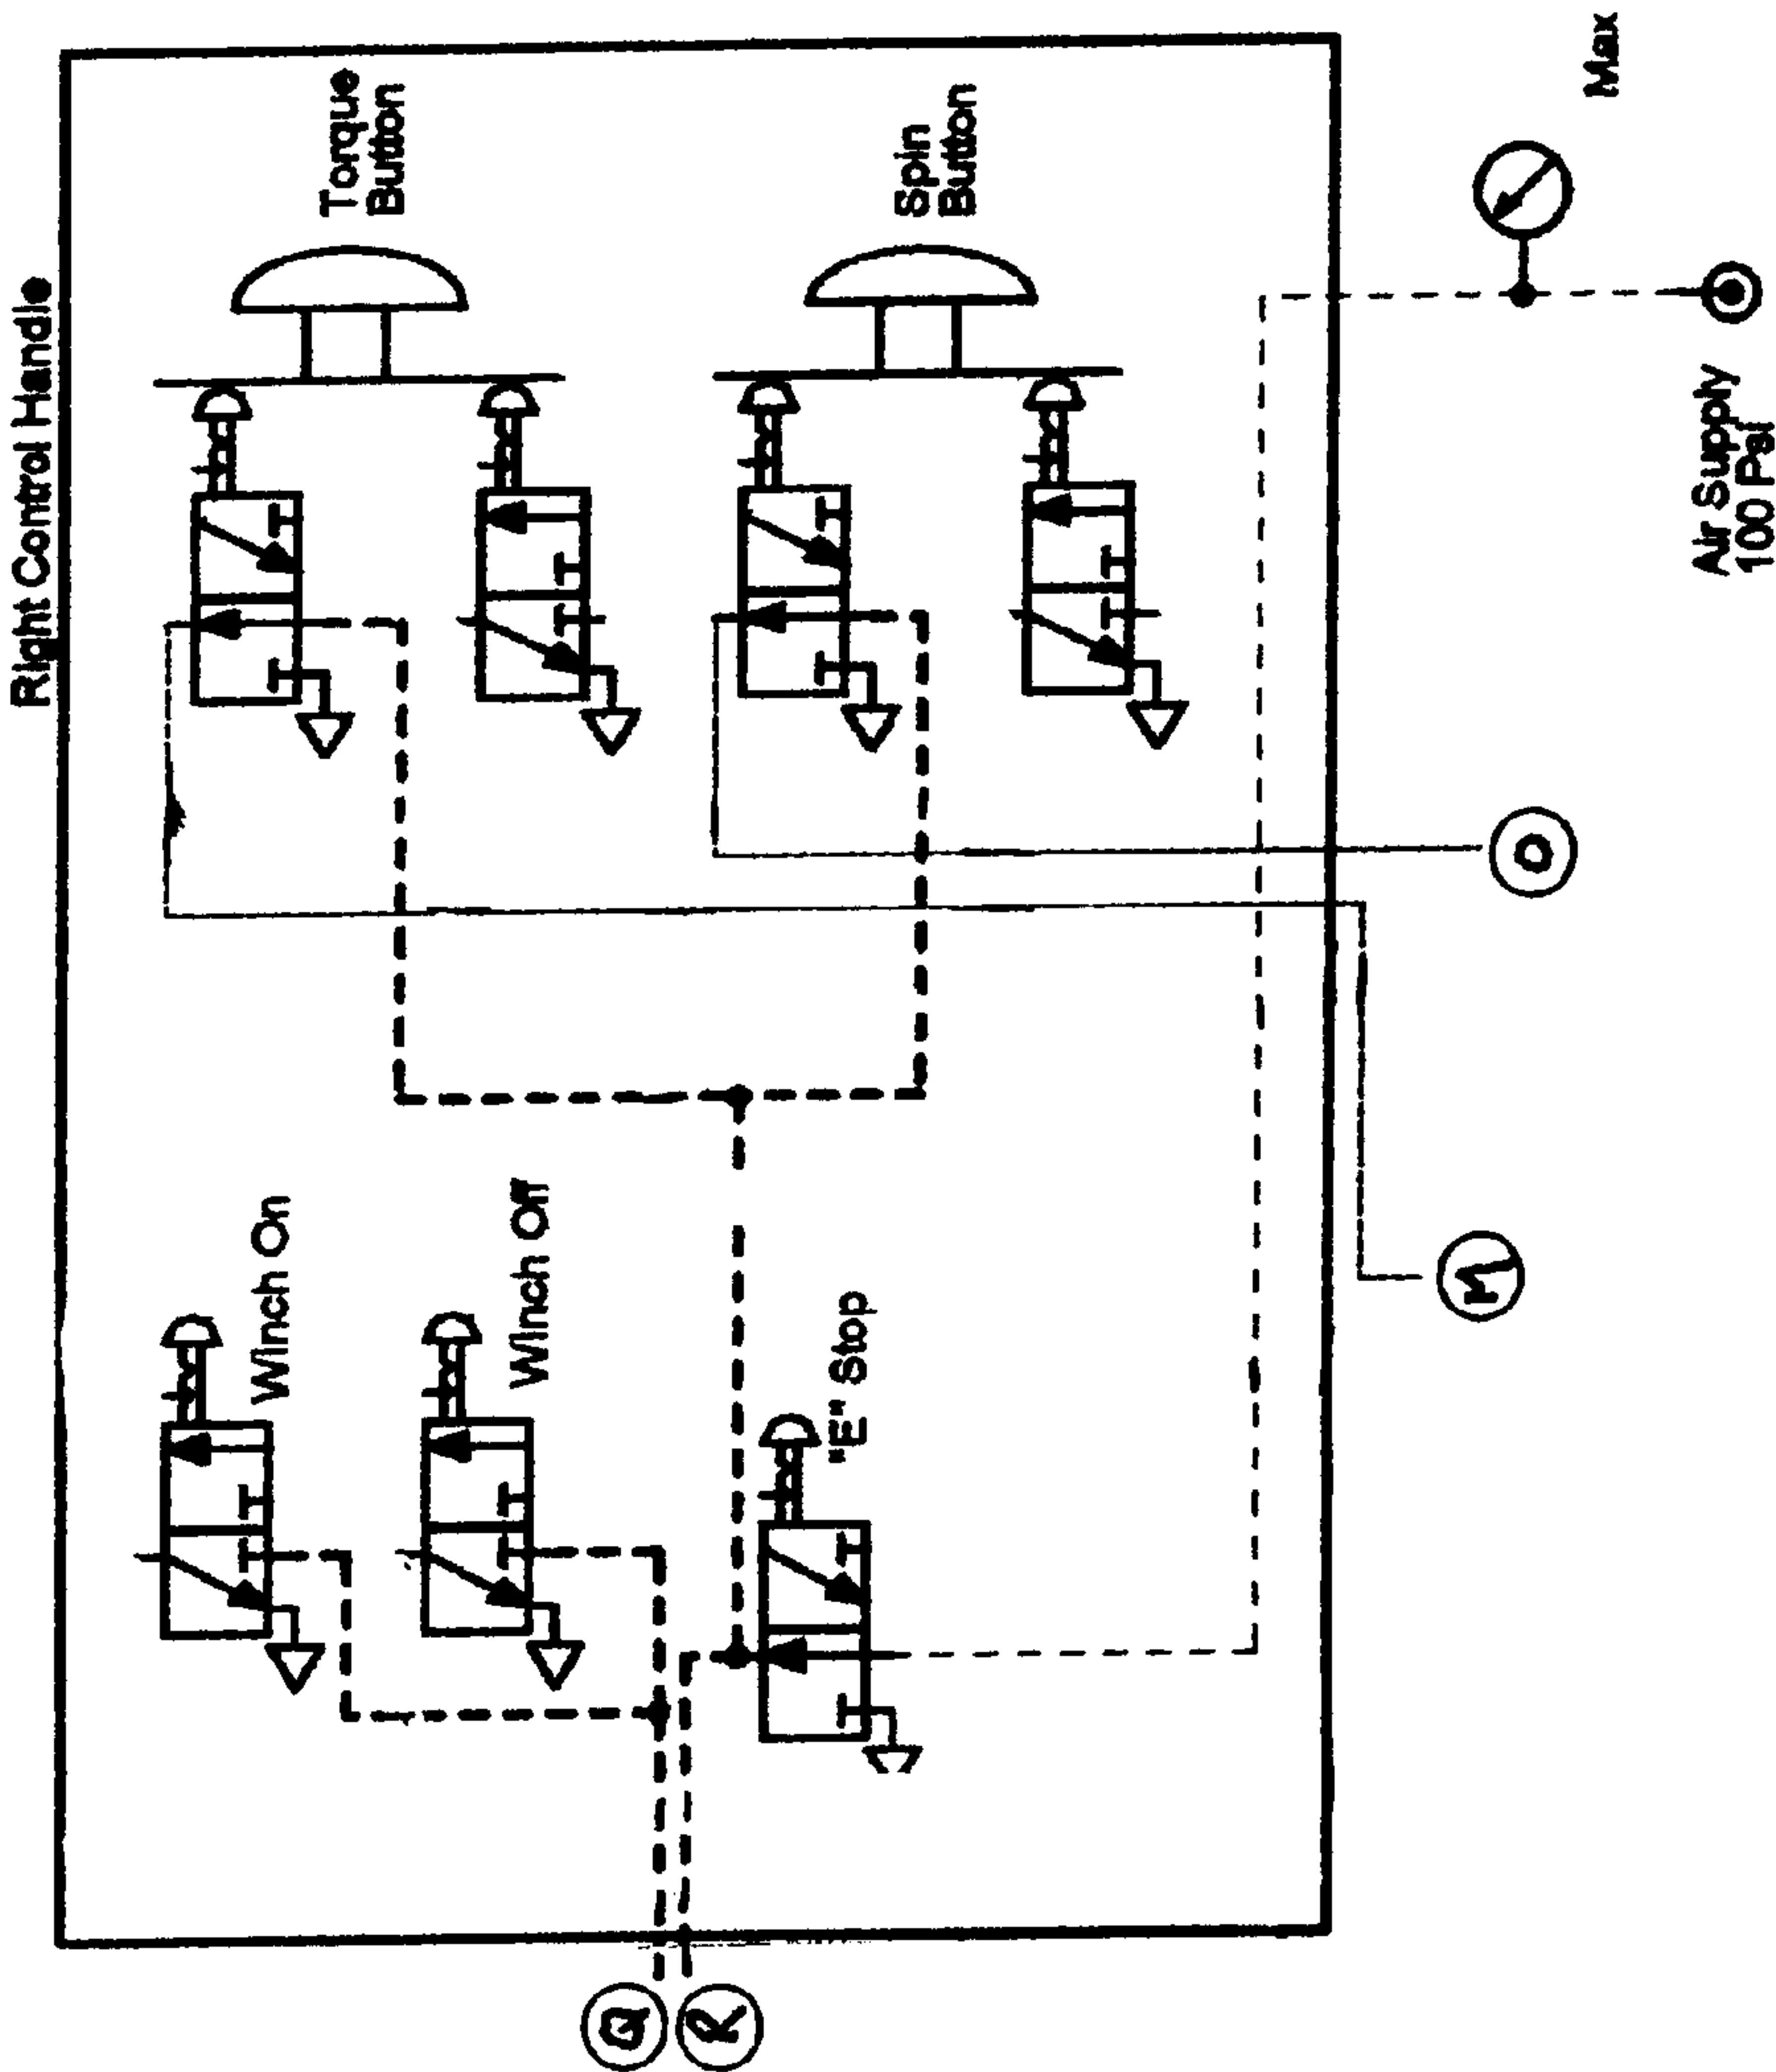 Right Control Handle
Torque
Button
Spin
Button
Max
Air Supply
100 Psi
Winch On
Winch Off
"E" Stop
O
M
Q
R